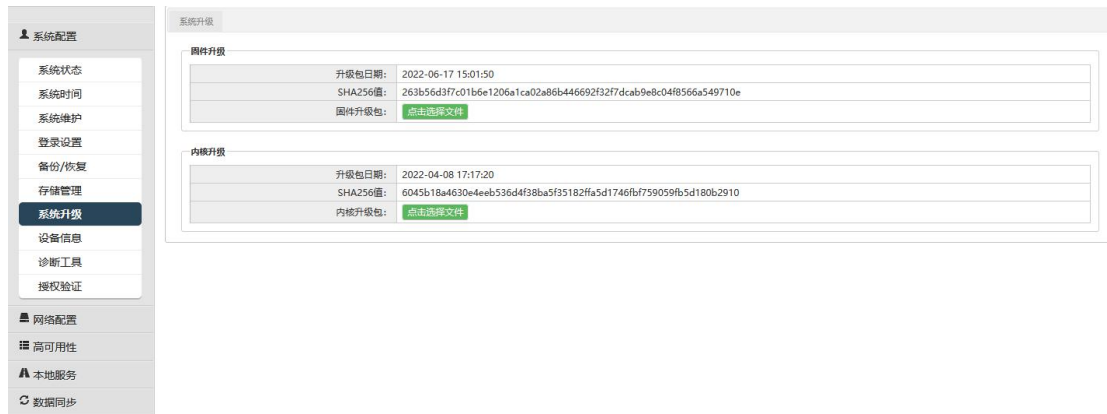 系统配置
系统状态
系统时间
系统维护
登录设置
备份/恢复
存储管理
系统升级
设备信息
诊断工具
授权验证
网络配置
高可用性
本地服务
数据同步
系统升级
固件升级
升级包日期: 2022-06-17 15:01:50
SHA256值: 263b56d3f7c01b6e1206a1ca02a86b446692f32f7dcab9e8c04f8566a549710e
固件升级包: 点击选择文件
内核升级
升级包日期: 2022-04-08 17:17:20
SHA256值: 6045b18a4630e4eeb536d4f38ba5f35182ffa5d1746fbf759059fb5d180b2910
内核升级包: 点击选择文件